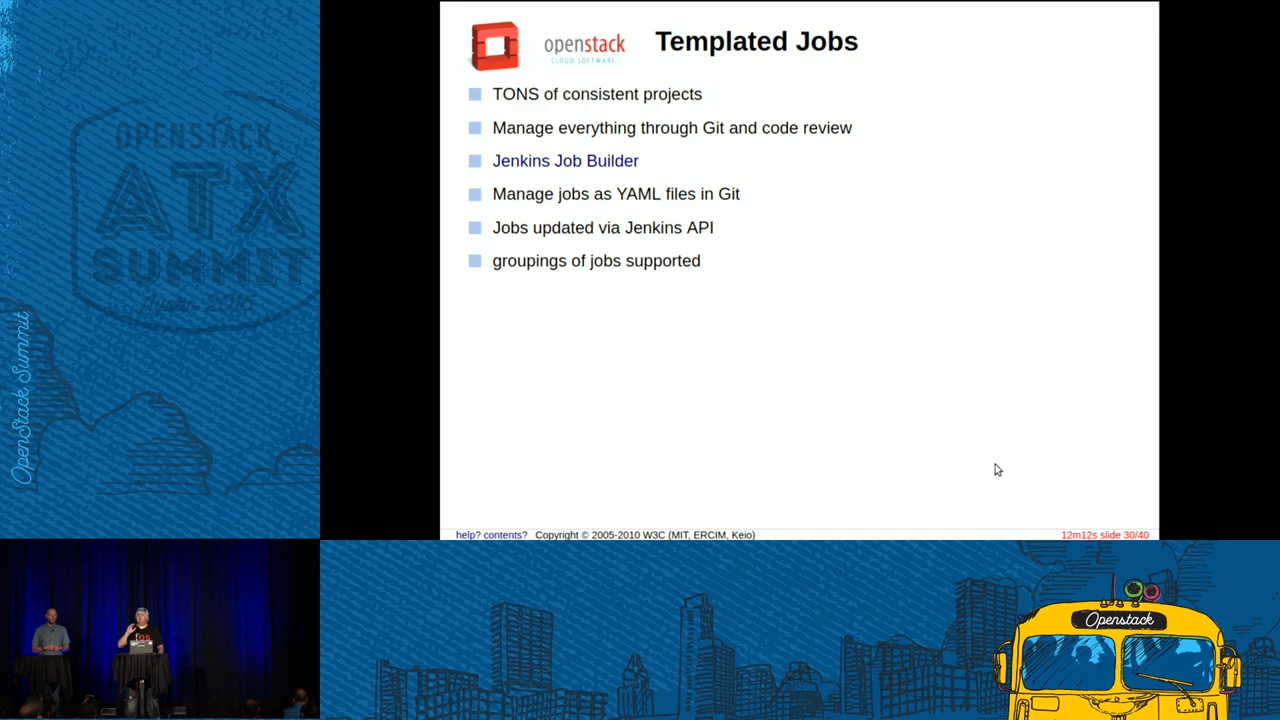 OPENSTACK
ATX
SUMMIT
Austin 2016
OpenStack Summit
openstack
CLOUD SOFTWARE
Templated Jobs
TONS of consistent projects
Manage everything through Git and code review
Jenkins Job Builder
Manage jobs as YAML files in Git
Jobs updated via Jenkins API
groupings of jobs supported
help? contents? Copyright © 2005-2010 W3C (MIT, ERCIM, Keio)
12m12s slide 30/40
Openstack